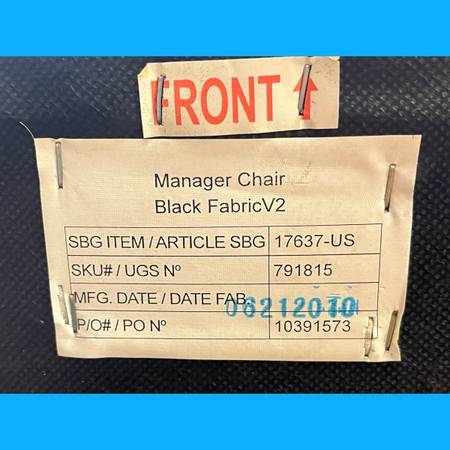 FRONT ↑
Manager Chair
Black FabricV2
SBG ITEM / ARTICLE SBG 17637-US
SKU# / UGS Nº 791815
MFG. DATE / DATE FAB. 06212010
P/O# / PO Nº 10391573